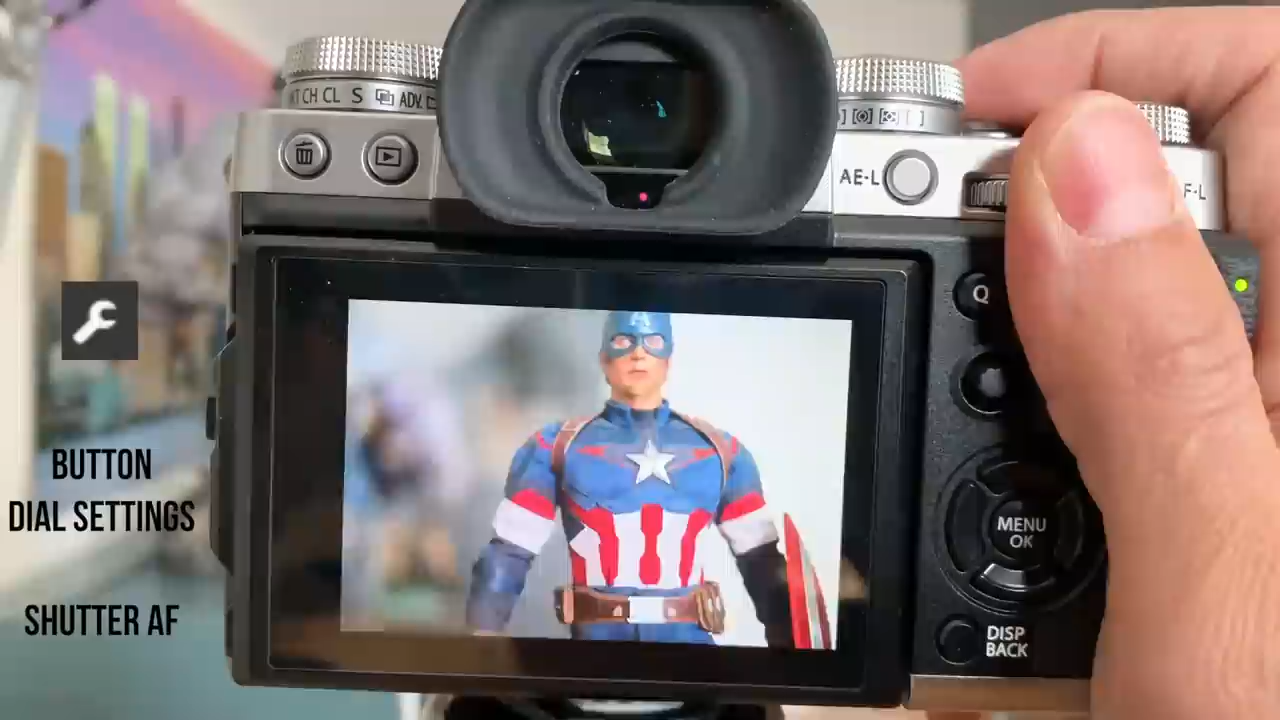 CH CL S ADV.
AE-L
F-L
Q
A
BUTTON
DIAL SETTINGS
SHUTTER AF
MENU
OK
DISP
BACK